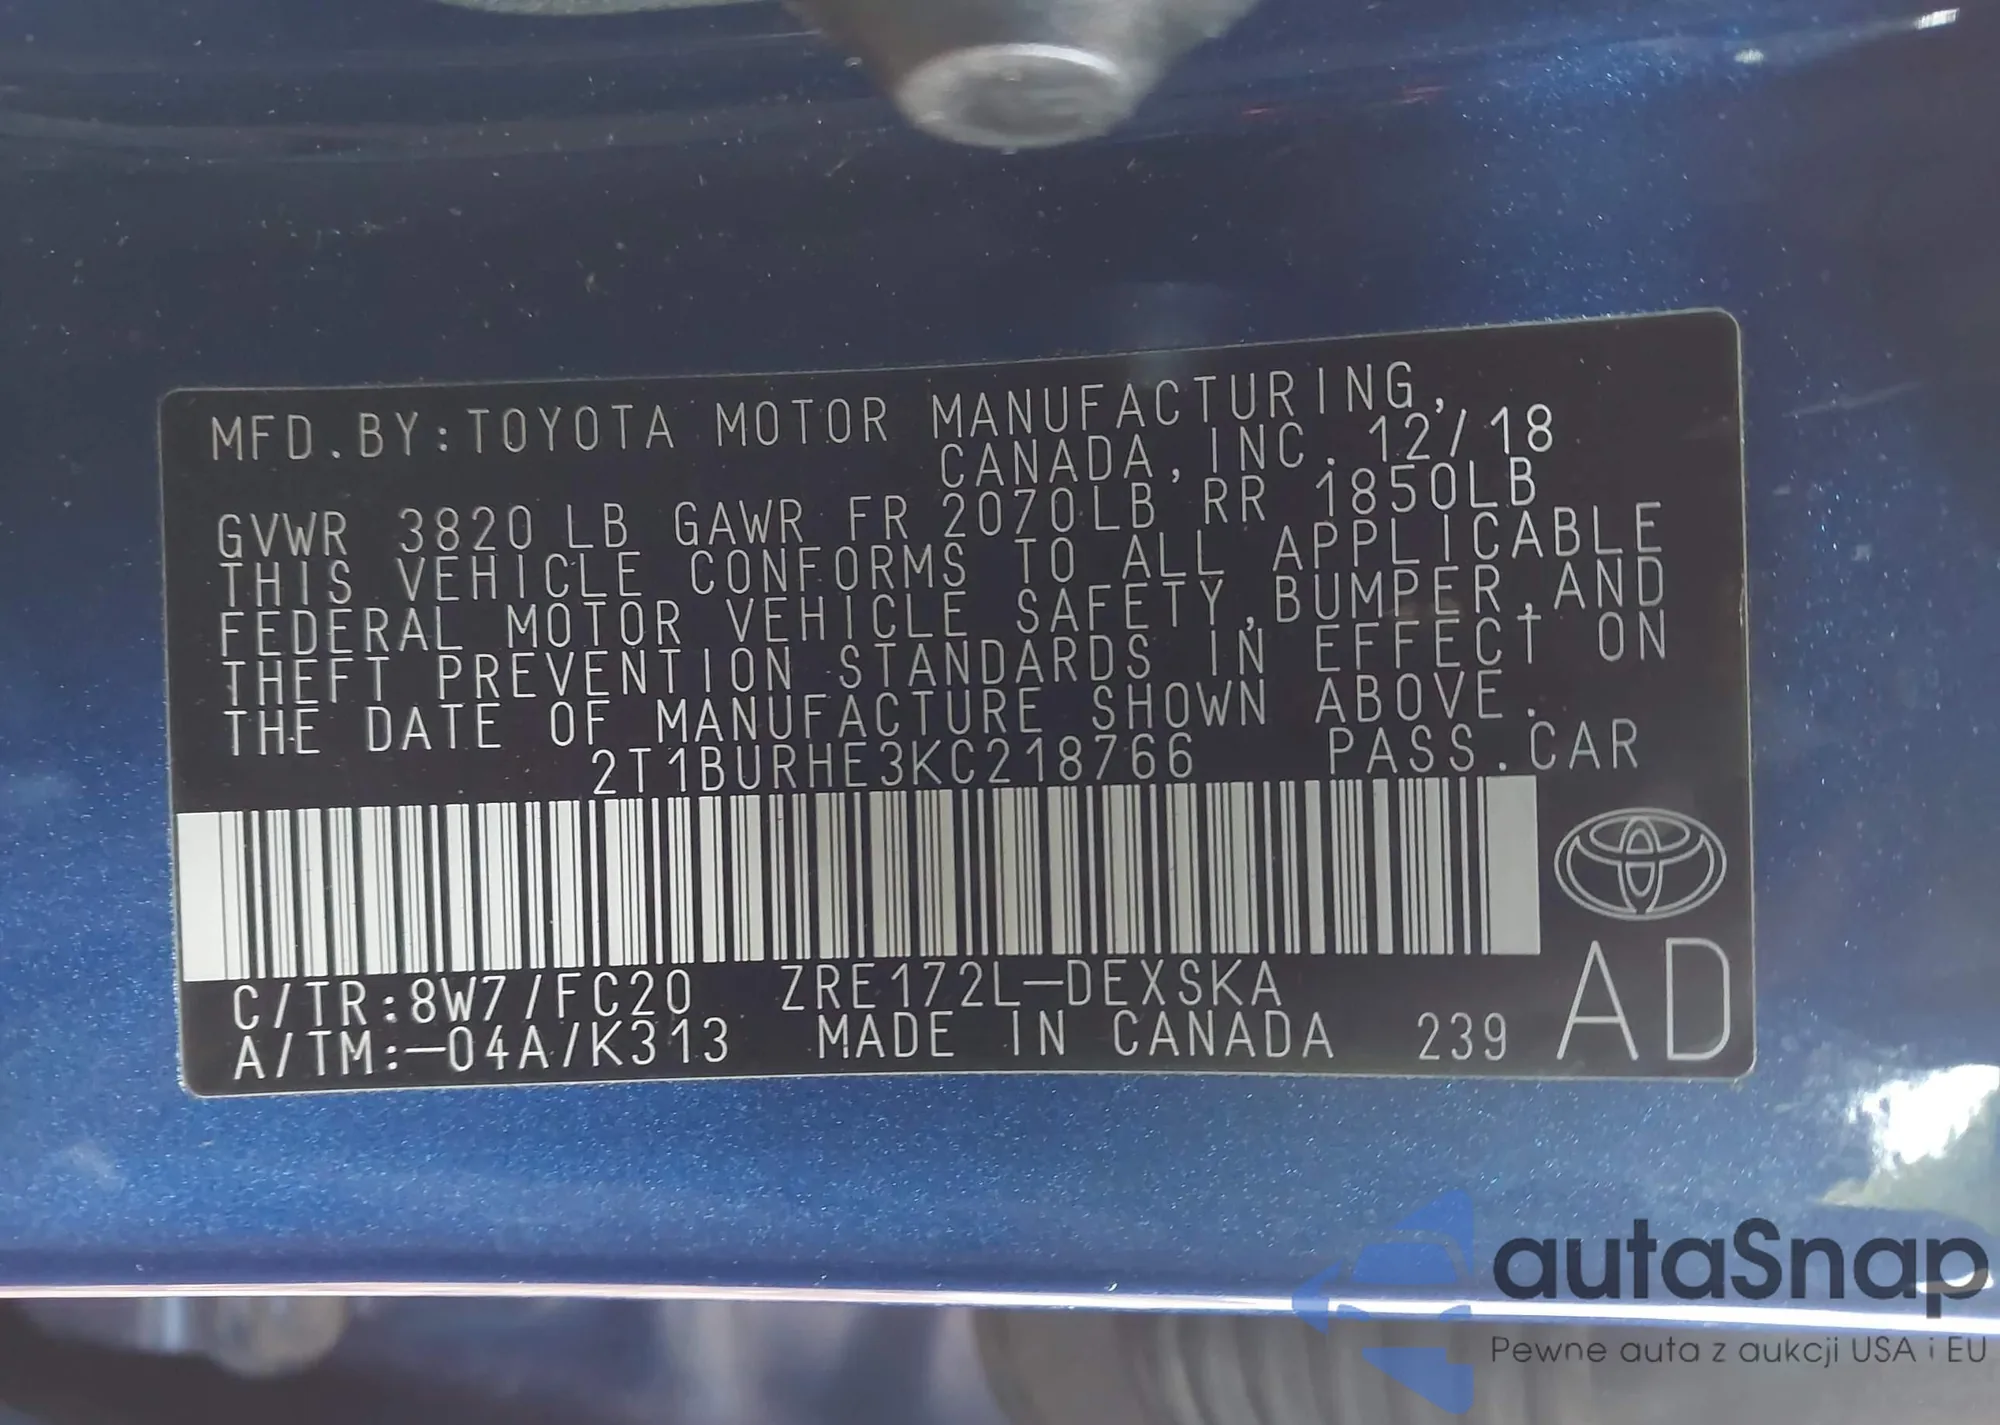 MFD.BY:TOYOTA MOTOR MANUFACTURING,
CANADA,INC. 12/18
GVWR 3820LB GAWR FR 2070LB RR 1850LB
THIS VEHICLE CONFORMS TO ALL APPLICABLE
FEDERAL MOTOR VEHICLE SAFETY,BUMPER,AND
THEFT PREVENTION STANDARDS IN EFFECT ON
THE DATE OF MANUFACTURE SHOWN ABOVE.
2T1BURHE3KC218766 PASS.CAR
C/TR:8W7/FC20 ZRE172L-DEXSKA
A/TM:-04A/K313 MADE IN CANADA 239
AD
autaSnap
Pewne auta z aukcji USA i EU